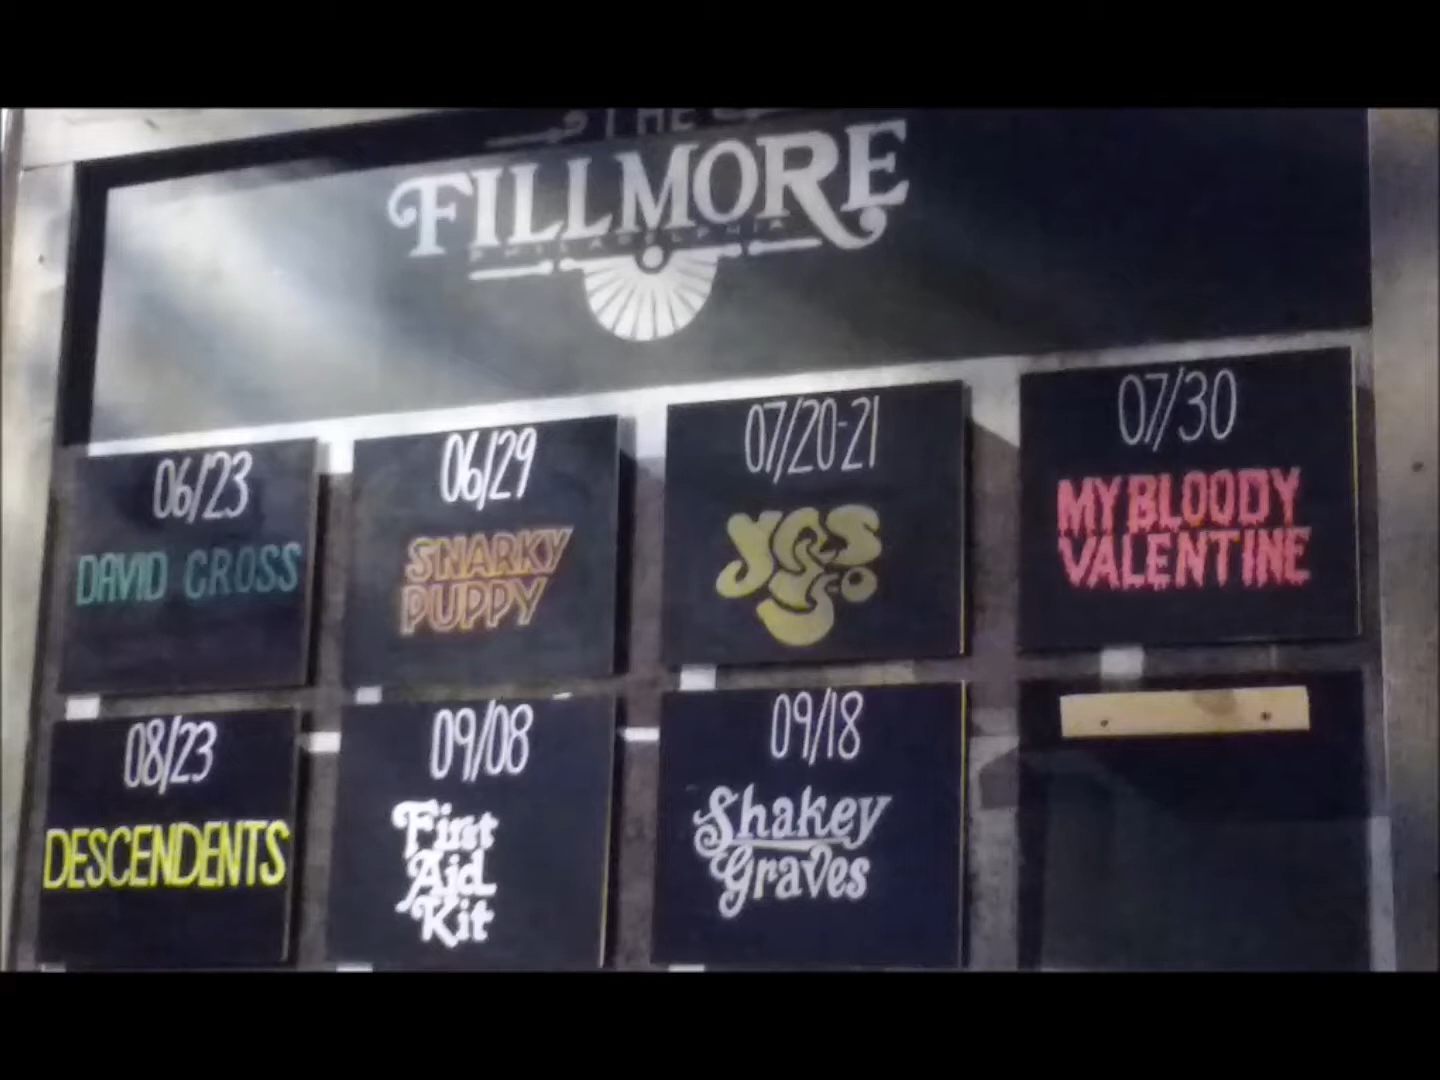 THE
FILLMORE
PHILADELPHIA
06/23
DAVID CROSS
06/29
SNARKY
PUPPY
07/20-21
yes
07/30
MY BLOODY
VALENTINE
08/23
DESCENDENTS
09/08
First
Aid
Kit
09/18
Shakey
Graves